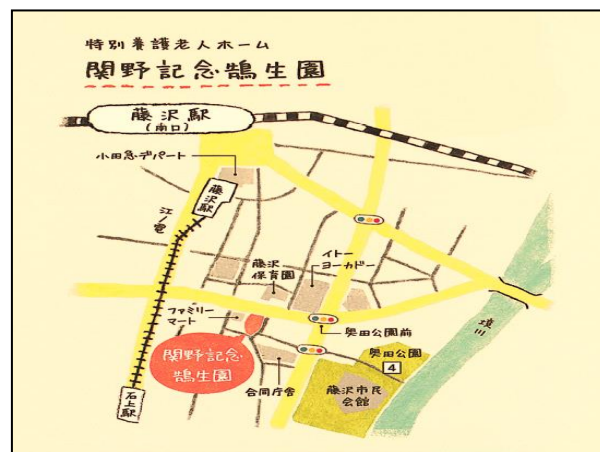 特別養護老人ホーム
関野記念鵠生園
藤沢駅
(南口)
小田急デパート
藤沢駅
江ノ電
藤沢
保育園
イトー
ヨーカドー
ファミリー
マート
奥田公園前
境川
関野記念
鵠生園
奥田公園
4
合同庁舎
藤沢市民
会館
石上駅